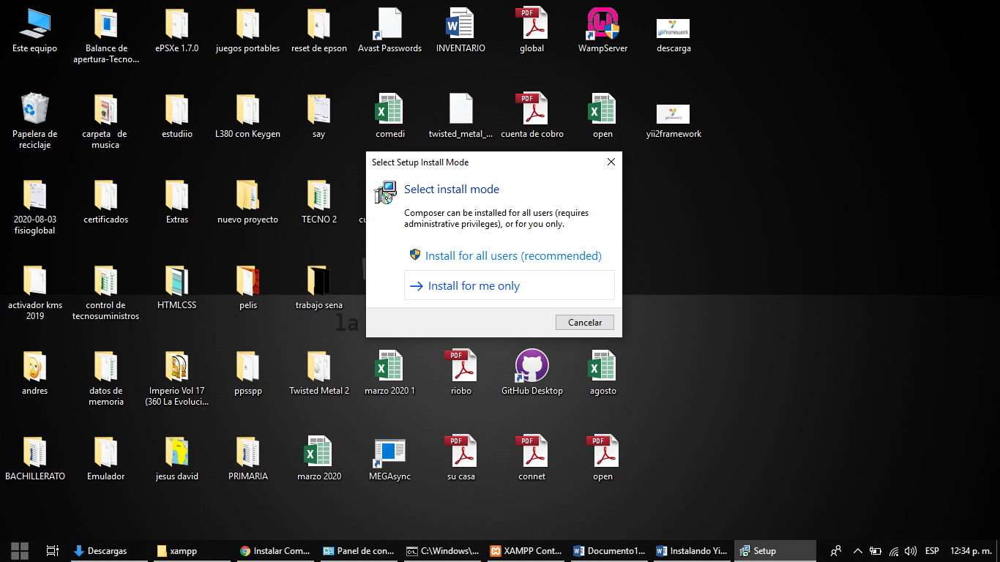 Este equipo
Balance de
apertura-Tecno...
ePSXe 1.7.0
juegos portables
reset de epson
Avast Passwords
INVENTARIO
global
WampServer
yiiframework
descarga
Papelera de
reciclaje
carpeta de
musica
estudiio
L380 con Keygen
say
comedi
twisted_metal_...
cuenta de cobro
open
yii2framework
2020-08-03
fisioglobal
certificados
Extras
nuevo proyecto
TECNO 2
Select Setup Install Mode
Select install mode
Composer can be installed for all users (requires
administrative privileges), or for you only.
Install for all users (recommended)
Install for me only
Cancelar
activador kms
2019
control de
tecnosuministros
HTMLCSS
pelis
trabajo sena
la
andres
datos de
memoria
Imperio Vol 17
(360 La Evoluci...
ppsspp
Twisted Metal 2
marzo 2020 1
riobo
GitHub Desktop
agosto
BACHILLERATO
Emulador
jesus david
PRIMARIA
marzo 2020
MEGAsync
su casa
connet
open
Descargas
xampp
Instalar Com...
Panel de con...
C:\Windows\...
XAMPP Cont...
Documento1...
Instalando Yi...
Setup
ESP
12:34 p. m.